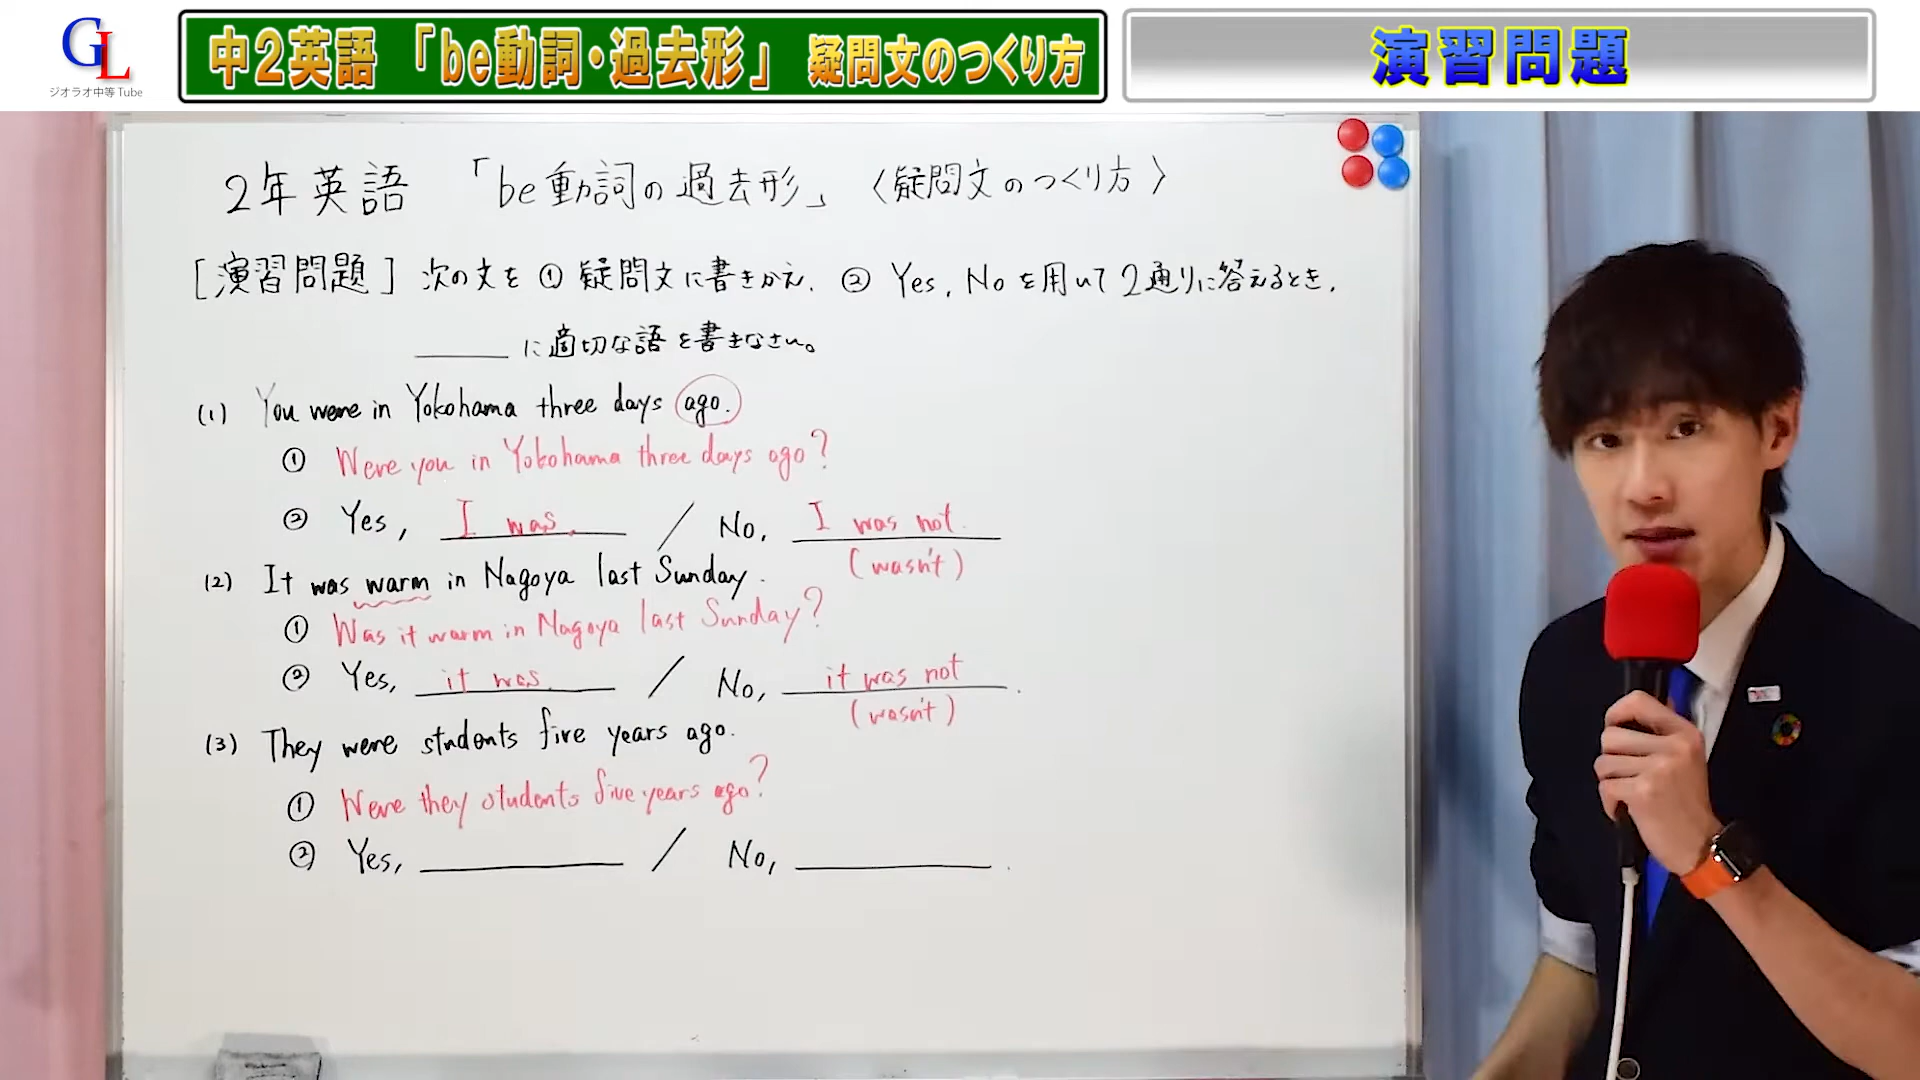 GL
ジオラオ中等Tube
中2英語 「be動詞・過去形」 疑問文のつくり方
演習問題
2年英語 「be動詞の過去形」 〈疑問文のつくり方〉
[演習問題] 次の文を ① 疑問文に書きかえ、 ② Yes, Noを用いて2通りに答えるとき、
____ に適切な語を書きなさい。
(1) You were in Yokohama three days ago.
① Were you in Yokohama three days ago?
② Yes, I was. / No, I was not.
(wasn't)
(2) It was warm in Nagoya last Sunday.
① Was it warm in Nagoya last Sunday?
② Yes, it was. / No, it was not.
(wasn't)
(3) They were students five years ago.
① Were they students five years ago?
② Yes, ____ / No, ____.